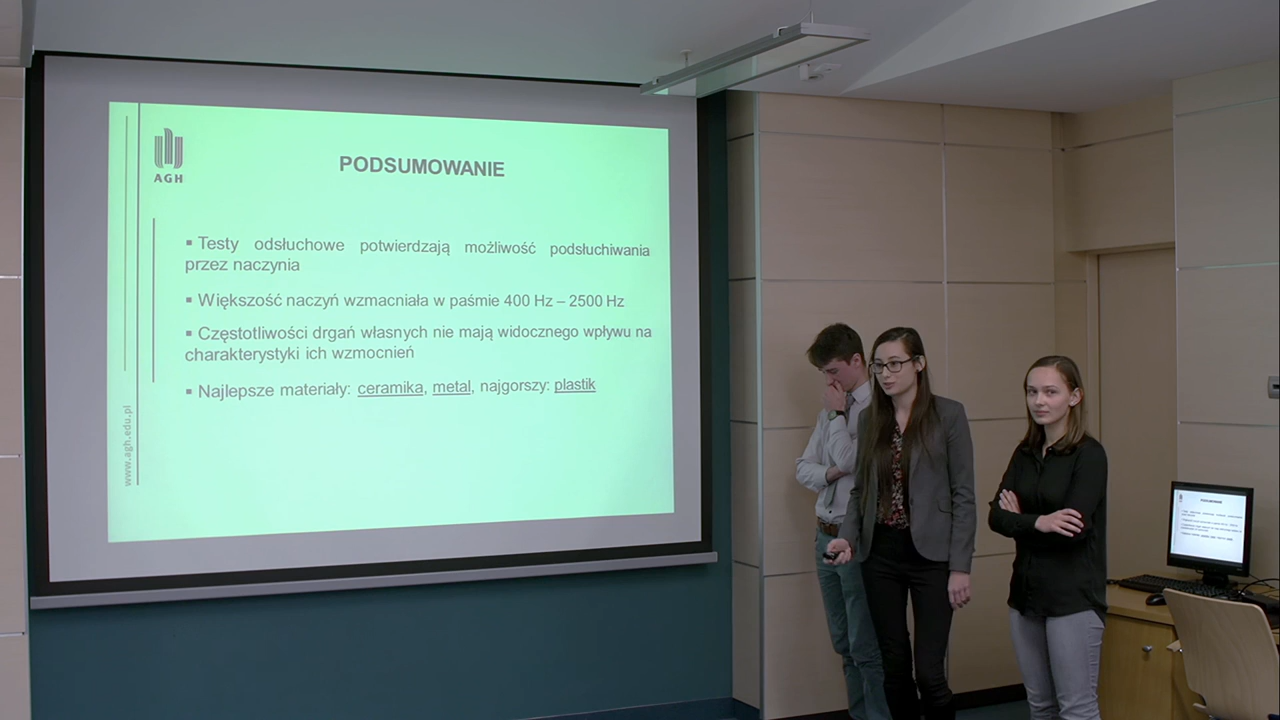 AGH
PODSUMOWANIE
▪ Testy odsłuchowe potwierdzają możliwość podsłuchiwania
przez naczynia
▪ Większość naczyń wzmacniała w paśmie 400 Hz – 2500 Hz
▪ Częstotliwości drgań własnych nie mają widocznego wpływu na
charakterystyki ich wzmocnień
▪ Najlepsze materiały: ceramika, metal, najgorszy: plastik
www.agh.edu.pl
PODSUMOWANIE